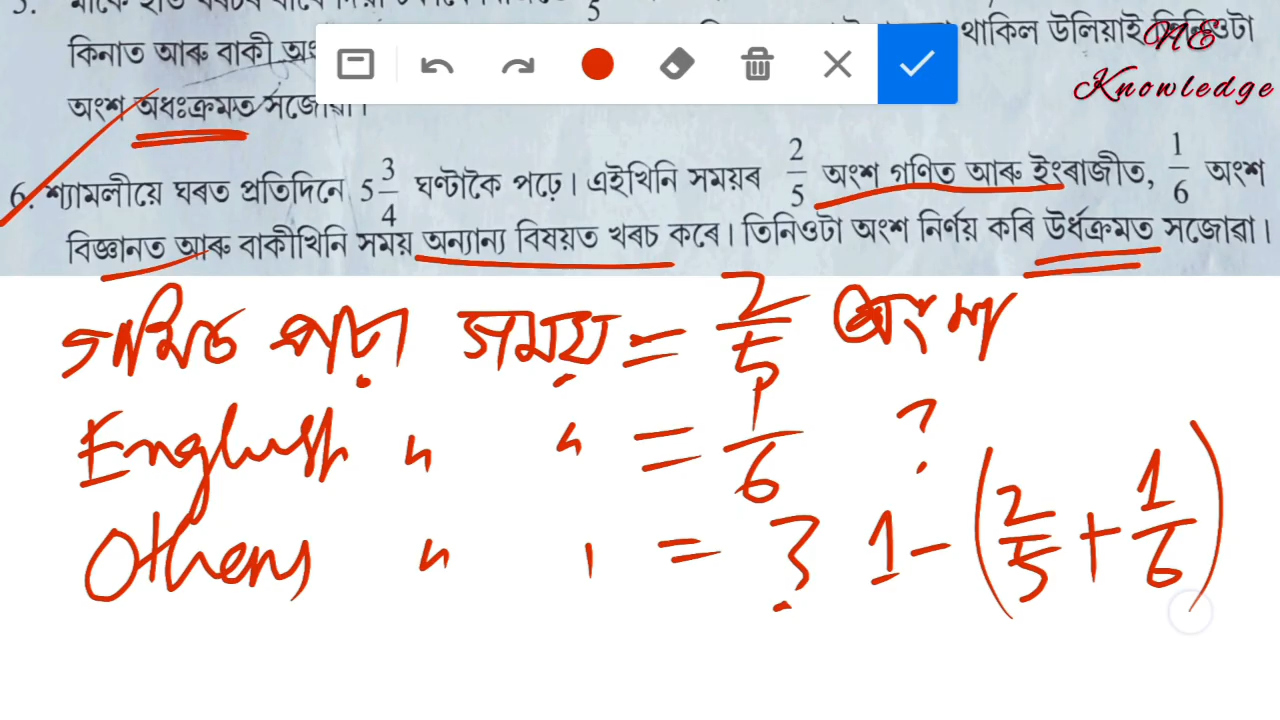 থাকিল উলিয়াই তিনিওটা
কিনাত আৰু বাকী
অংশ অধঃক্ৰমত সজোৱা।
NE Knowledge
6. শ্যামলীয়ে ঘৰত প্ৰতিদিনে 5 3/4 ঘণ্টাকৈ পঢ়ে। এইখিনি সময়ৰ 2/5 অংশ গণিত আৰু ইংৰাজীত, 1/6 অংশ
বিজ্ঞানত আৰু বাকীখিনি সময় অন্যান্য বিষয়ত খৰচ কৰে। তিনিওটা অংশ নিৰ্ণয় কৰি উৰ্ধক্ৰমত সজোৱা।
গণিত পঢ়া সময় = 2/5 অংশ
English " " = 1/6 ?
Others " " = ? 1 - (2/5 + 1/6)